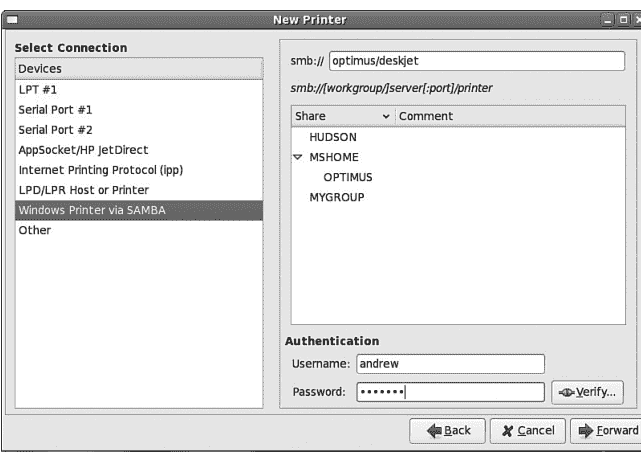 New Printer
Select Connection
Devices
LPT #1
Serial Port #1
Serial Port #2
AppSocket/HP JetDirect
Internet Printing Protocol (ipp)
LPD/LPR Host or Printer
Windows Printer via SAMBA
Other
smb:// optimus/deskjet
smb://[workgroup/]server[:port]/printer
Share Comment
HUDSON
MSHOME
OPTIMUS
MYGROUP
Authentication
Username: andrew
Password: •••••••
Verify...
Back Cancel Forward